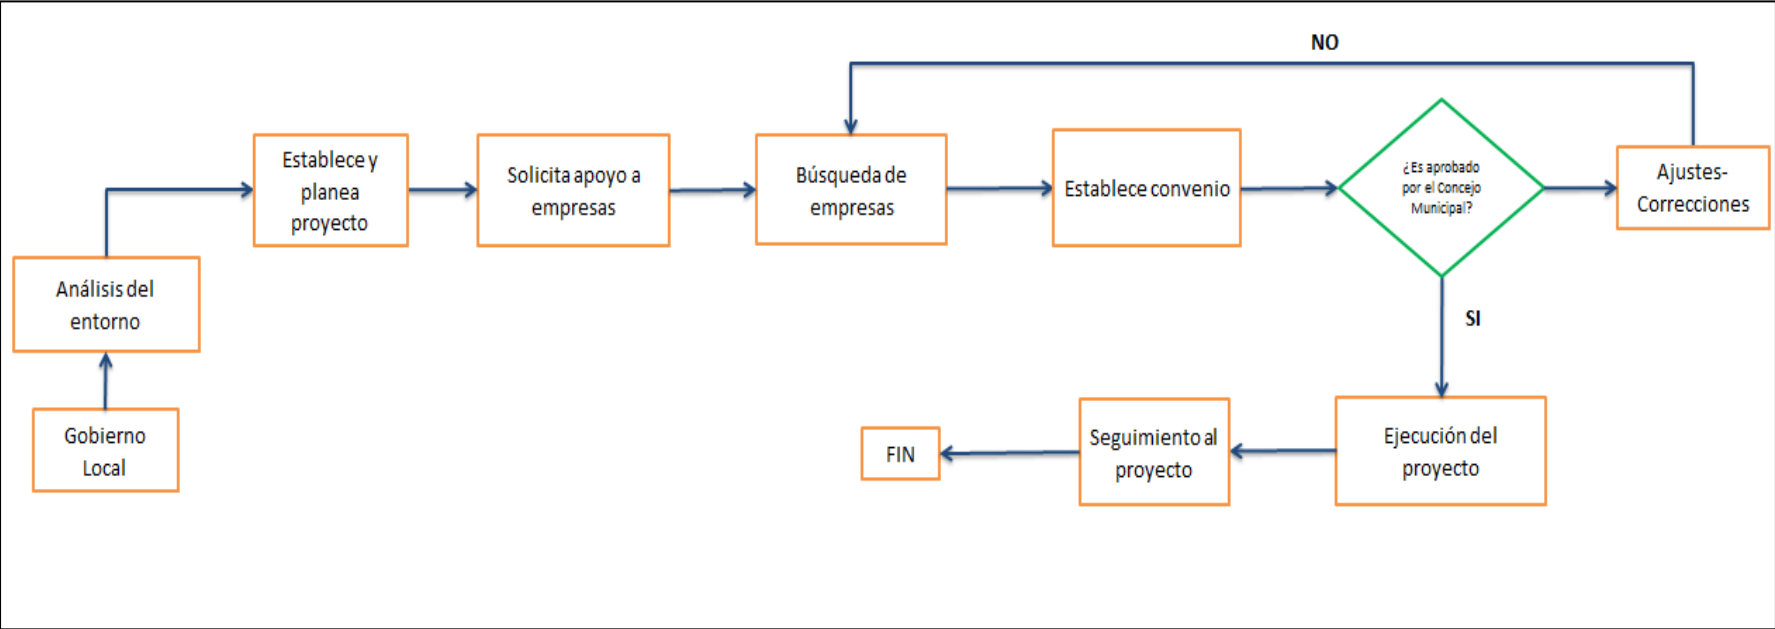 NO
Establece y
planea
proyecto
Solicita apoyo a
empresas
Búsqueda de
empresas
Establece convenio
¿Es aprobado
por el Concejo
Municipal?
Ajustes-
Correcciones
Análisis del
entorno
SI
Gobierno
Local
FIN
Seguimiento al
proyecto
Ejecución del
proyecto